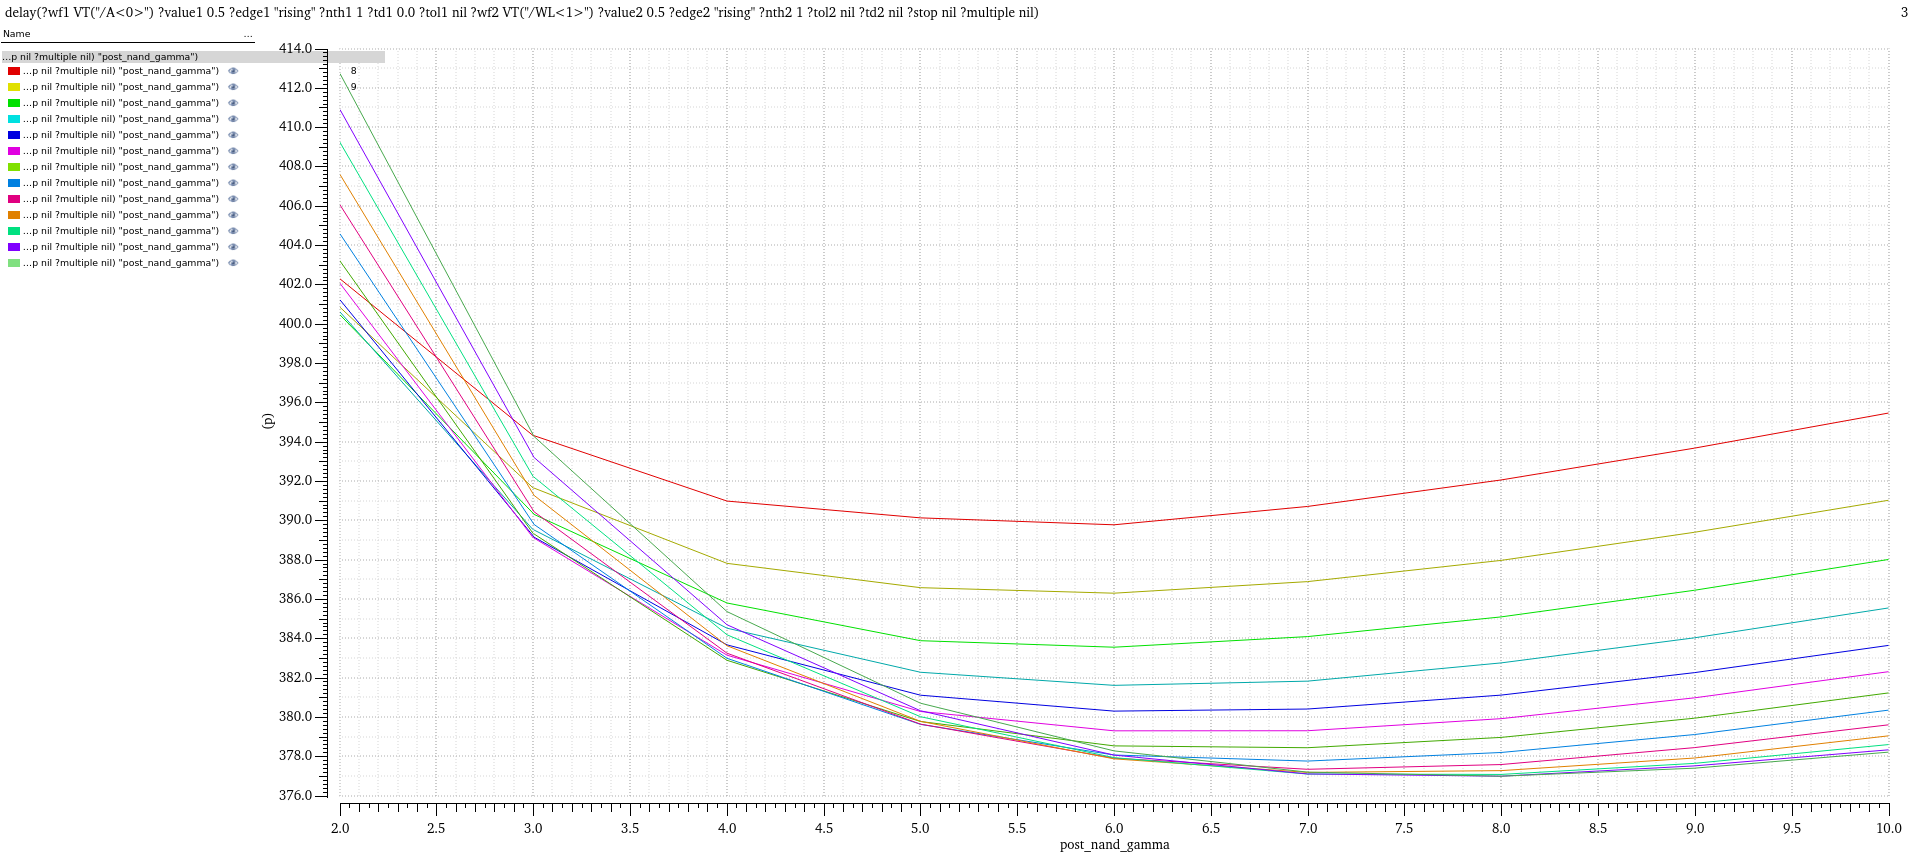 delay(?wf1 VT("/A<0>") ?value1 0.5 ?edge1 "rising" ?nth1 1 ?td1 0.0 ?tol1 nil ?wf2 VT("/WL<1>") ?value2 0.5 ?edge2 "rising" ?nth2 1 ?tol2 nil ?td2 nil ?stop nil ?multiple nil) 3
Name ...
...p nil ?multiple nil) "post_nand_gamma")
...p nil ?multiple nil) "post_nand_gamma") 8
...p nil ?multiple nil) "post_nand_gamma") 9
...p nil ?multiple nil) "post_nand_gamma")
...p nil ?multiple nil) "post_nand_gamma")
...p nil ?multiple nil) "post_nand_gamma")
...p nil ?multiple nil) "post_nand_gamma")
...p nil ?multiple nil) "post_nand_gamma")
...p nil ?multiple nil) "post_nand_gamma")
...p nil ?multiple nil) "post_nand_gamma")
...p nil ?multiple nil) "post_nand_gamma")
...p nil ?multiple nil) "post_nand_gamma")
...p nil ?multiple nil) "post_nand_gamma")
...p nil ?multiple nil) "post_nand_gamma")
414.0
412.0
410.0
408.0
406.0
404.0
402.0
400.0
398.0
396.0
394.0
392.0
390.0
388.0
386.0
384.0
382.0
380.0
378.0
376.0
(p)
2.0 2.5 3.0 3.5 4.0 4.5 5.0 5.5 6.0 6.5 7.0 7.5 8.0 8.5 9.0 9.5 10.0
post_nand_gamma